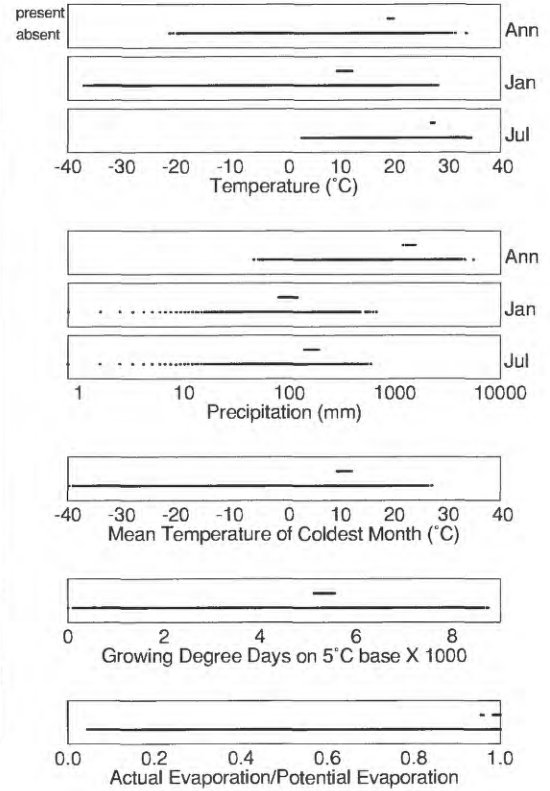 present
absent
Ann
Jan
Jul
-40 -30 -20 -10 0 10 20 30 40
Temperature (˚C)
Ann
Jan
Jul
1 10 100 1000 10000
Precipitation (mm)
-40 -30 -20 -10 0 10 20 30 40
Mean Temperature of Coldest Month (˚C)
0 2 4 6 8
Growing Degree Days on 5˚C base X 1000
0.0 0.2 0.4 0.6 0.8 1.0
Actual Evaporation/Potential Evaporation